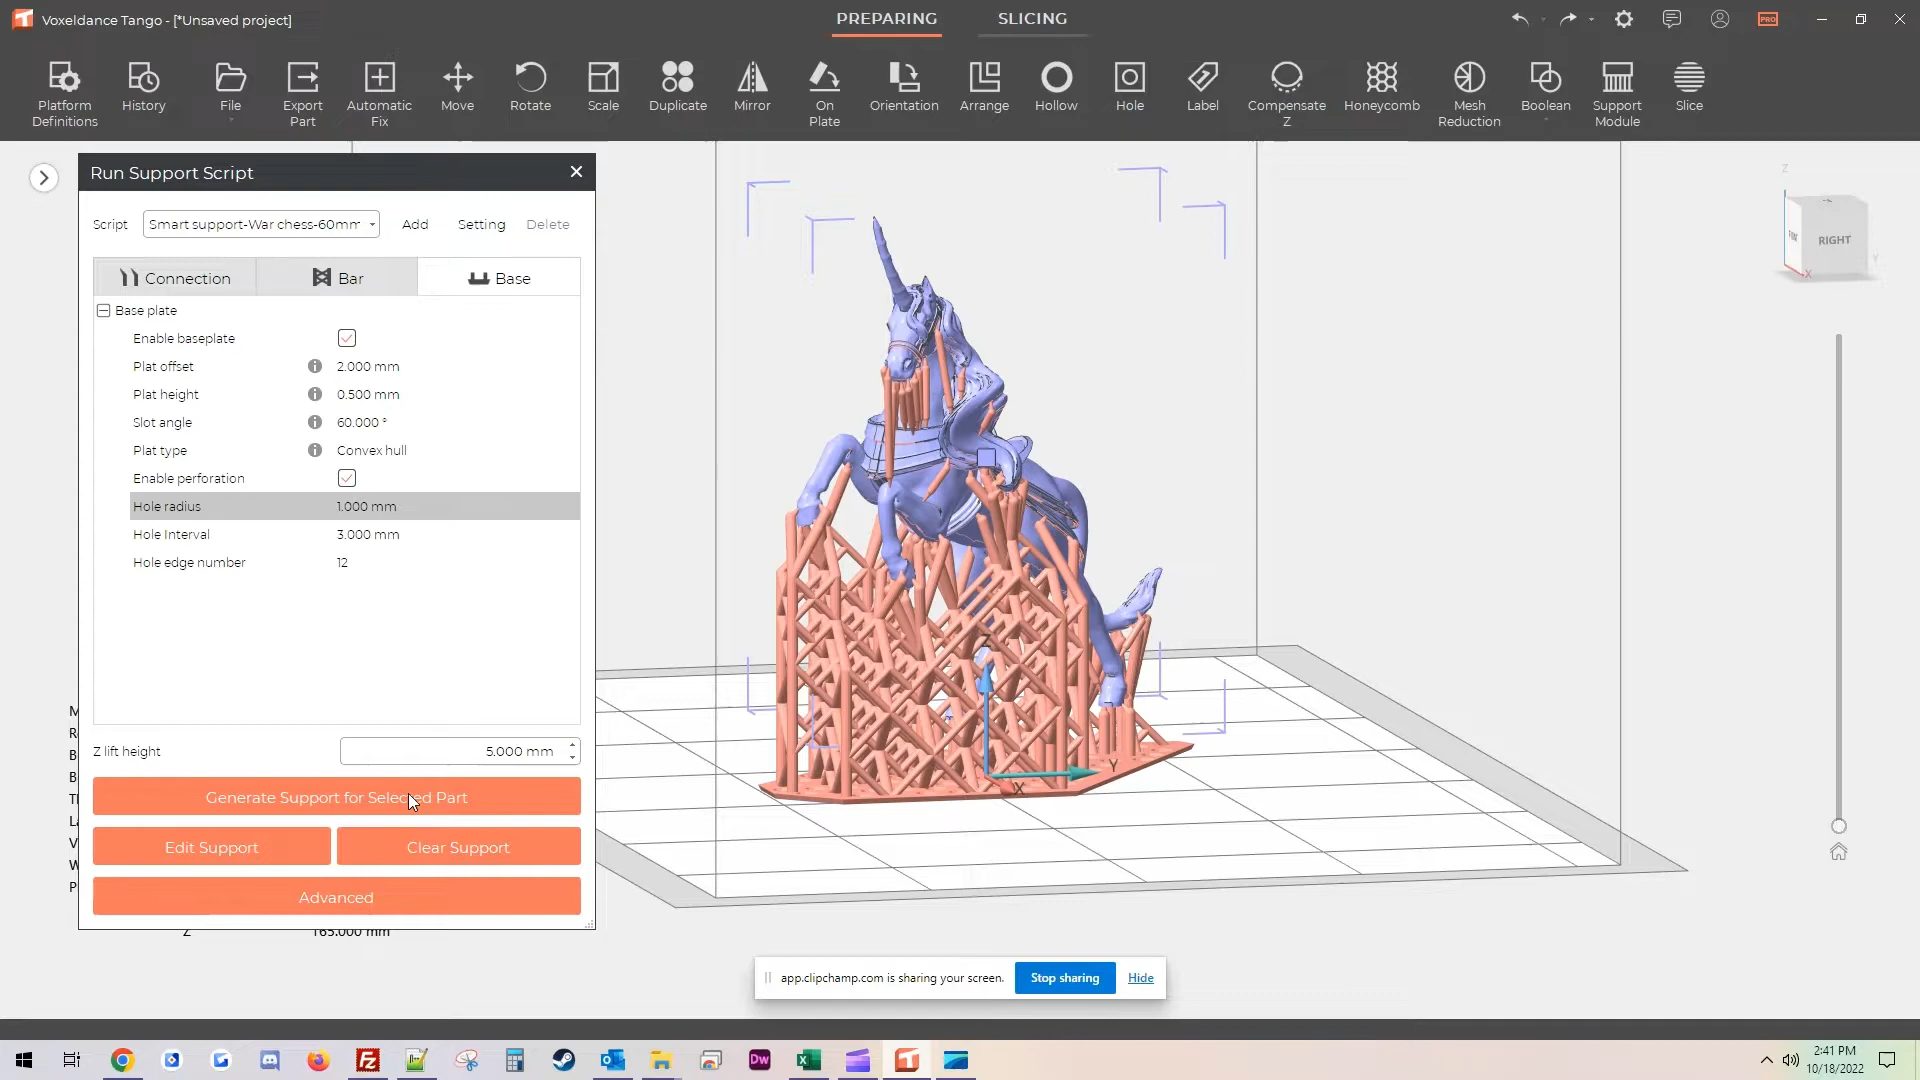 Voxeldance Tango - [*Unsaved project]
PREPARING
SLICING
PRO
Platform
Definitions
History
File
Export
Part
Automatic
Fix
Move
Rotate
Scale
Duplicate
Mirror
On
Plate
Orientation
Arrange
Hollow
Hole
Label
Compensate
Z
Honeycomb
Mesh
Reduction
Boolean
Support
Module
Slice
Run Support Script
Script
Smart support-War chess-60mm
Add
Setting
Delete
Connection
Bar
Base
Base plate
Enable baseplate
Plat offset
2.000 mm
Plat height
0.500 mm
Slot angle
60.000 °
Plat type
Convex hull
Enable perforation
Hole radius
1.000 mm
Hole Interval
3.000 mm
Hole edge number
12
Z lift height
5.000 mm
Generate Support for Selected Part
Edit Support
Clear Support
Advanced
Z
165.000 mm
Z
RIGHT
X
Y
Z
Y
X
app.clipchamp.com is sharing your screen.
Stop sharing
Hide
Fz
Dw
2:41 PM
10/18/2022